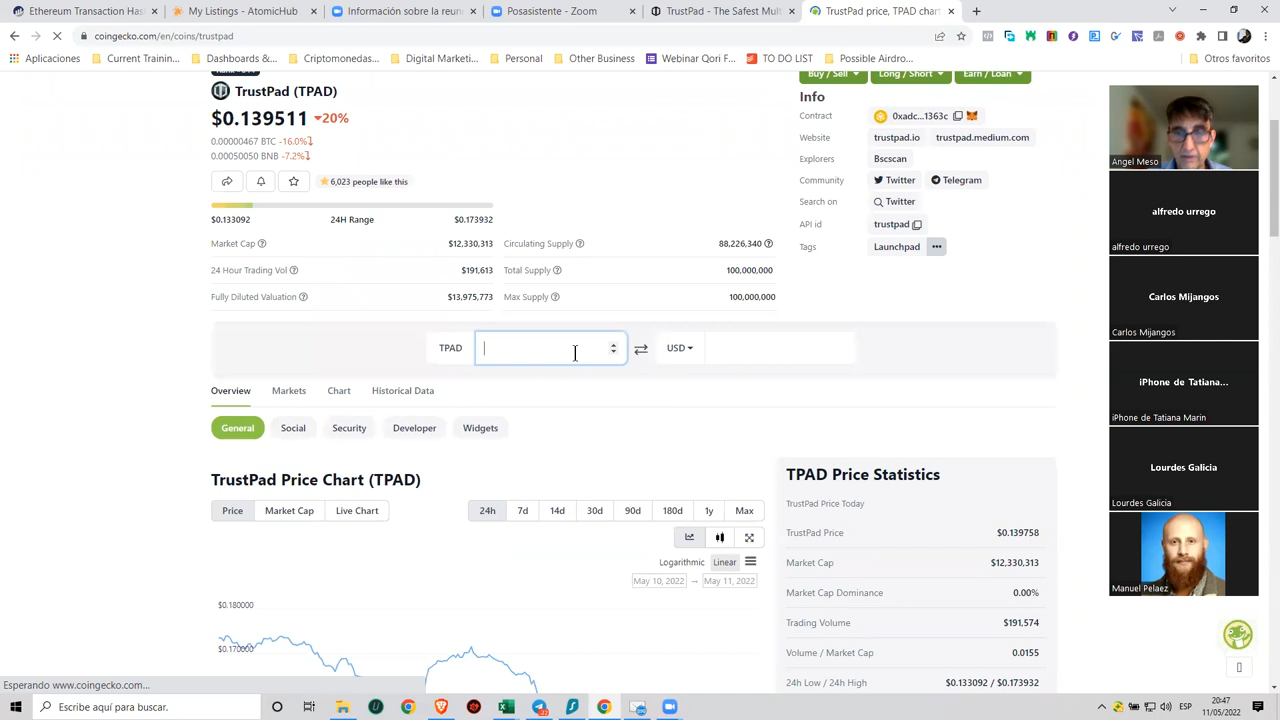 Ethereum Transaction Has
My Listings - AtomicHub
Información sobre la reun
Posasistente - Zoom
TrustPad - The Safest Mult
TrustPad price, TPAD chart
coingecko.com/en/coins/trustpad
Aplicaciones
Current Trainin...
Dashboards &...
Criptomonedas...
Digital Marketi...
Personal
Other Business
Webinar Qori F...
TO DO LIST
Possible Airdro...
Otros favoritos
TrustPad (TPAD)
$0.139511 20%
0.00000467 BTC -16.0%
0.00050050 BNB -7.2%
6,023 people like this
$0.133092 24H Range $0.173932
Market Cap $12,330,313 Circulating Supply 88,226,340
24 Hour Trading Vol $191,613 Total Supply 100,000,000
Fully Diluted Valuation $13,975,773 Max Supply 100,000,000
Buy / Sell Long / Short Earn / Loan
Info
Contract 0xadc...1363c
Website trustpad.io trustpad.medium.com
Explorers Bscscan
Community Twitter Telegram
Search on Twitter
API id trustpad
Tags Launchpad
TPAD USD
Overview Markets Chart Historical Data
General Social Security Developer Widgets
TrustPad Price Chart (TPAD)
Price Market Cap Live Chart
24h 7d 14d 30d 90d 180d 1y Max
Logarithmic Linear
May 10, 2022 → May 11, 2022
$0.180000
$0.170000
TPAD Price Statistics
TrustPad Price Today
TrustPad Price $0.139758
Market Cap $12,330,313
Market Cap Dominance 0.00%
Trading Volume $191,574
Volume / Market Cap 0.0155
24h Low / 24h High $0.133092 / $0.173932
Angel Meso
alfredo urrego
alfredo urrego
Carlos Mijangos
Carlos Mijangos
iPhone de Tatiana...
iPhone de Tatiana Marin
Lourdes Galicia
Lourdes Galicia
Manuel Pelaez
Esperando www.coingecko.com...
Escribe aquí para buscar.
ESP
20:47
11/05/2022